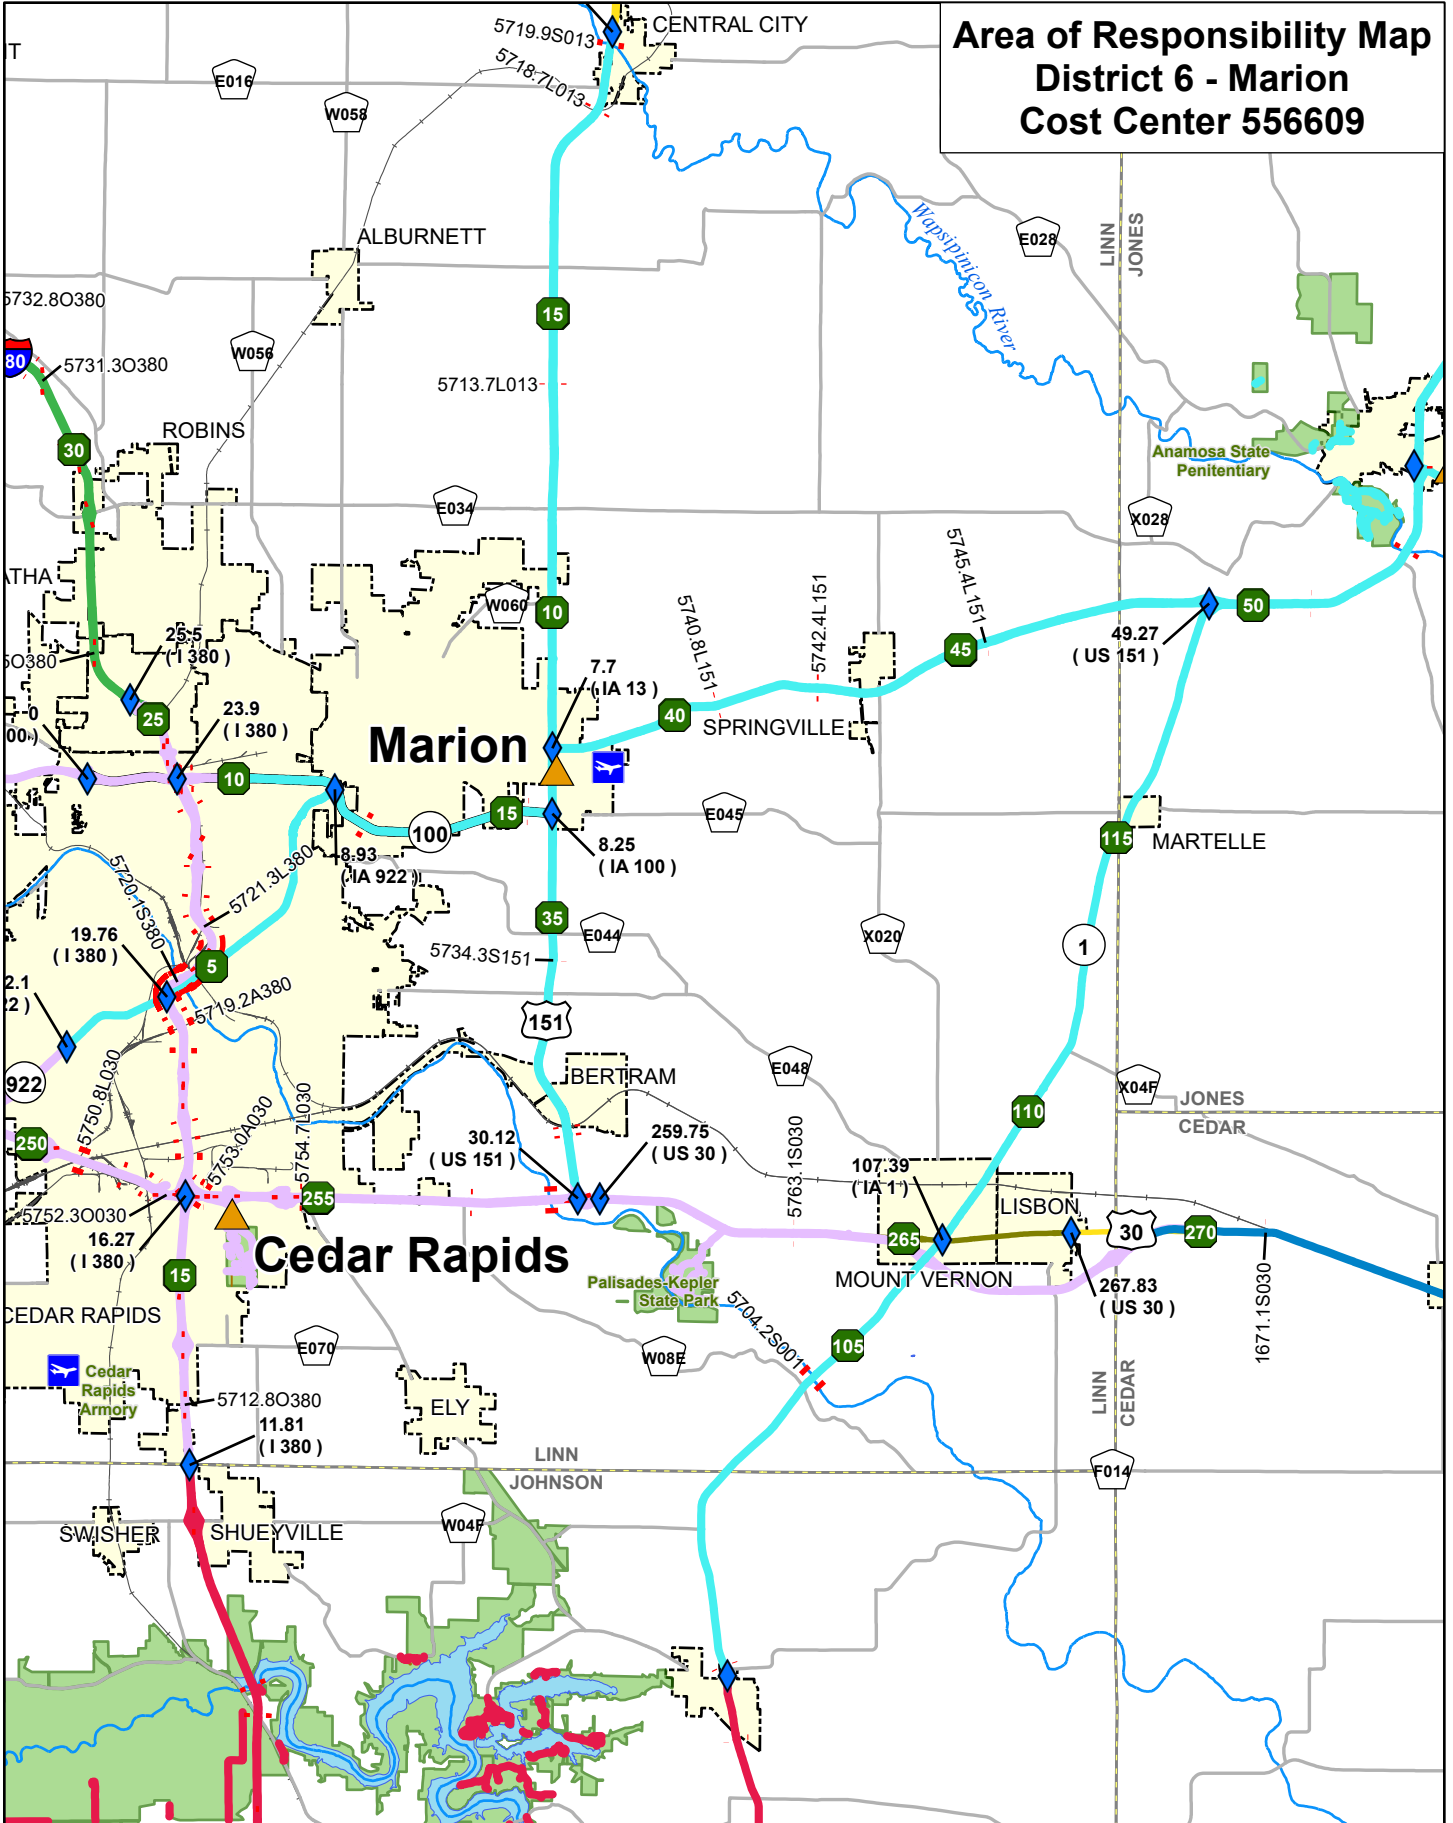 Area of Responsibility Map
District 6 - Marion
Cost Center 556609
5719.9S013
CENTRAL CITY
IT
5718.7L013
E016
W058
ALBURNETT
Wapsipinicon River
E028
LINN
JONES
5732.8O380
15
80
5731.3O380
W056
5713.7L013
30
ROBINS
Anamosa State
Penitentiary
E034
X028
5745.4L151
ATHA
W060
10
5740.8L151
5742.4L151
50
25.5
( I 380 )
49.27
( US 151 )
45
5O380
7.7
( IA 13 )
0
00 )
25
23.9
( I 380 )
40
SPRINGVILLE
Marion
10
15
100
E045
115
MARTELLE
8.25
( IA 100 )
8.93
( IA 922 )
5720.1S380
5721.3L380
35
E044
X020
1
19.76
( I 380 )
5734.3S151
5
2.1
22 )
5719.2A380
151
922
5750.8L030
BERTRAM
E048
X04F
JONES
CEDAR
5753.0A030
5754.7L030
110
250
30.12
( US 151 )
259.75
( US 30 )
5763.1S030
107.39
( IA 1 )
255
LISBON
5752.3O030
16.27
( I 380 )
265
30
270
Cedar Rapids
15
Palisades-Kepler
State Park
MOUNT VERNON
267.83
( US 30 )
1671.1S030
5704.2S001
CEDAR RAPIDS
E070
W08E
105
Cedar
Rapids
Armory
5712.8O380
ELY
LINN
CEDAR
11.81
( I 380 )
LINN
JOHNSON
F014
SWISHER
SHUEYVILLE
W04F